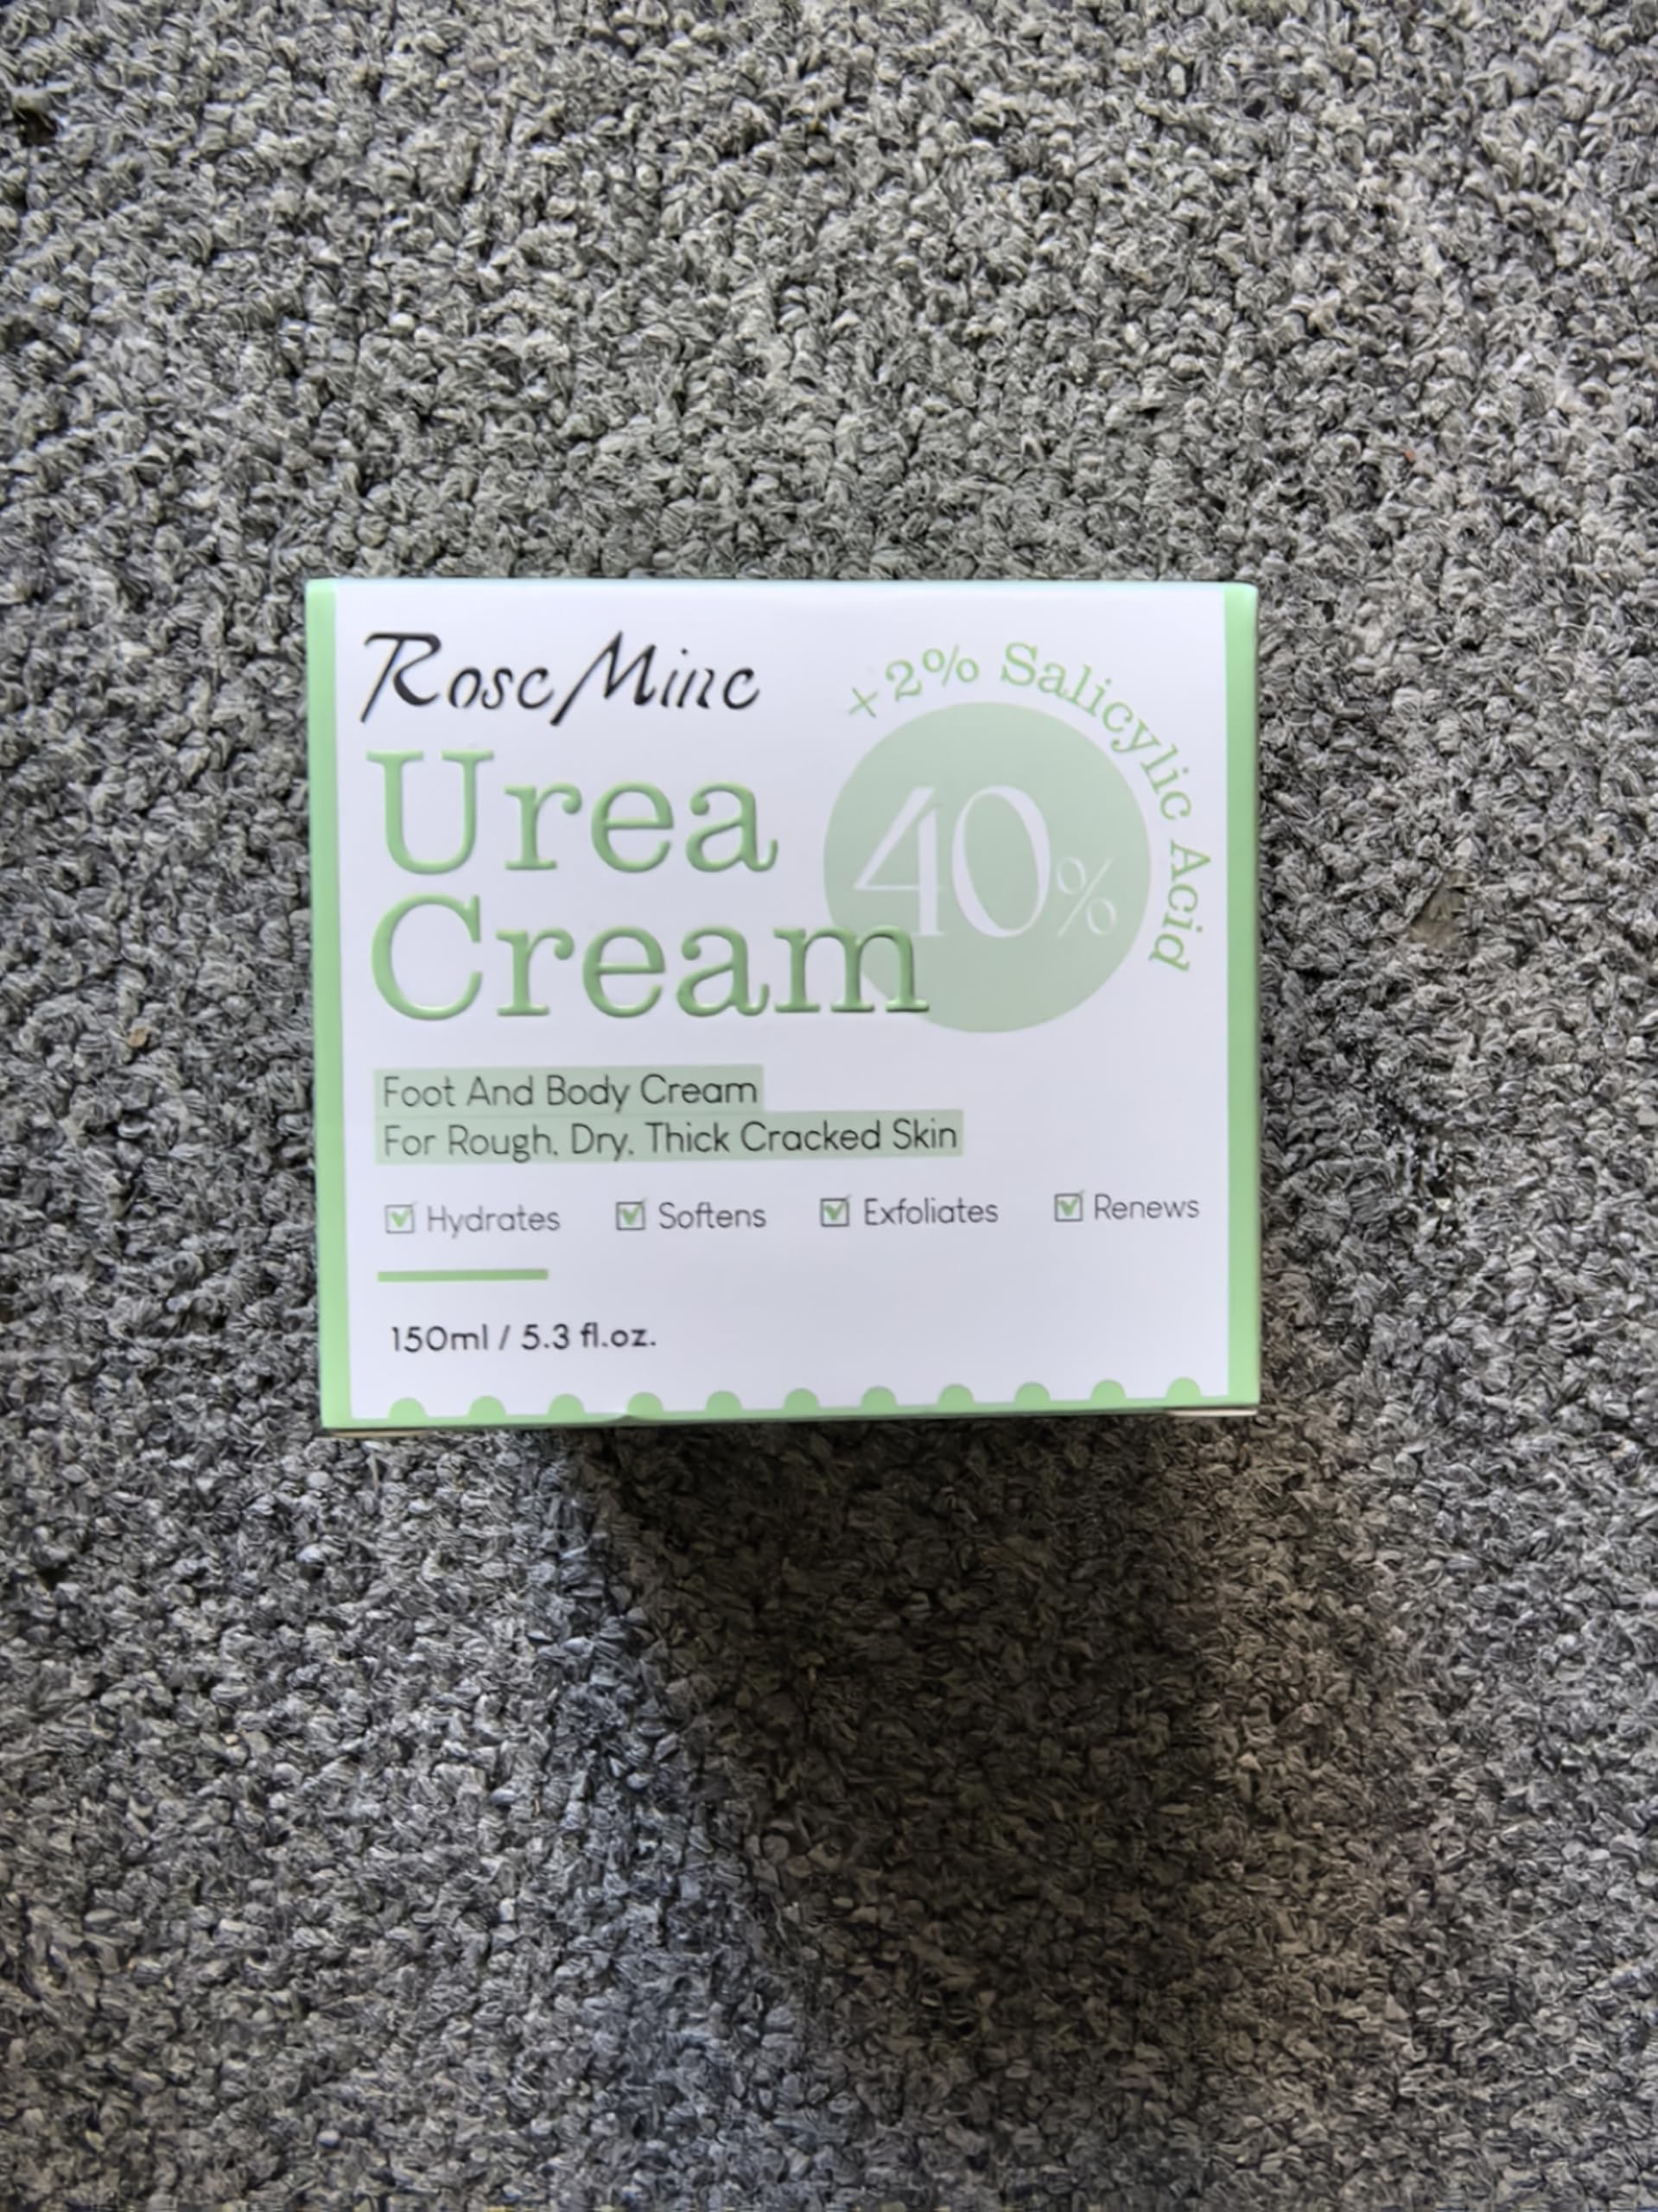 RoseMine
+2% Salicylic Acid
Urea
Cream
40%
Foot And Body Cream
For Rough, Dry, Thick Cracked Skin
Hydrates Softens Exfoliates Renews
150ml / 5.3 fl.oz.